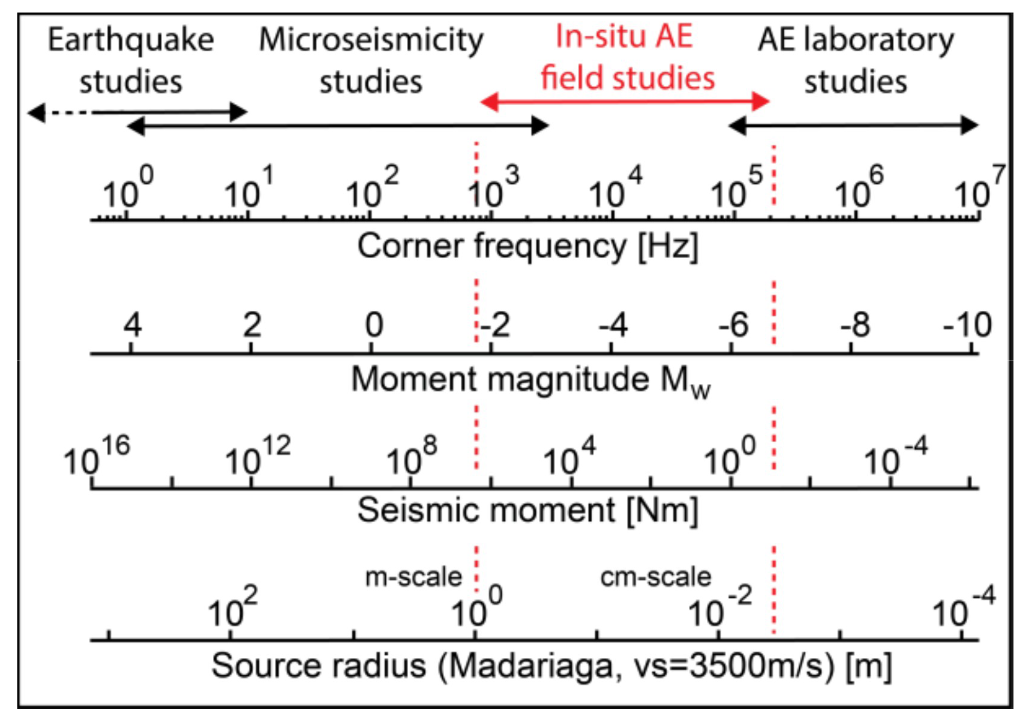 Earthquake studies
Microseismicity studies
In-situ AE field studies
AE laboratory studies
10^0 10^1 10^2 10^3 10^4 10^5 10^6 10^7
Corner frequency [Hz]
4 2 0 -2 -4 -6 -8 -10
Moment magnitude M_w
10^16 10^12 10^8 10^4 10^0 10^-4
Seismic moment [Nm]
m-scale cm-scale
10^2 10^0 10^-2 10^-4
Source radius (Madariaga, vs=3500m/s) [m]